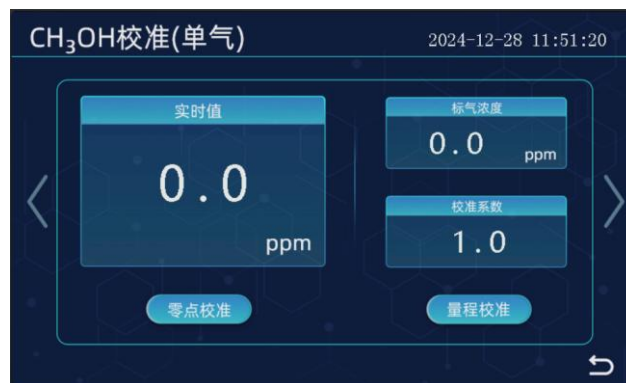 CH₃OH校准(单气)
2024-12-28 11:51:20
实时值
0.0
ppm
标气浓度
0.0 ppm
校准系数
1.0
零点校准
量程校准